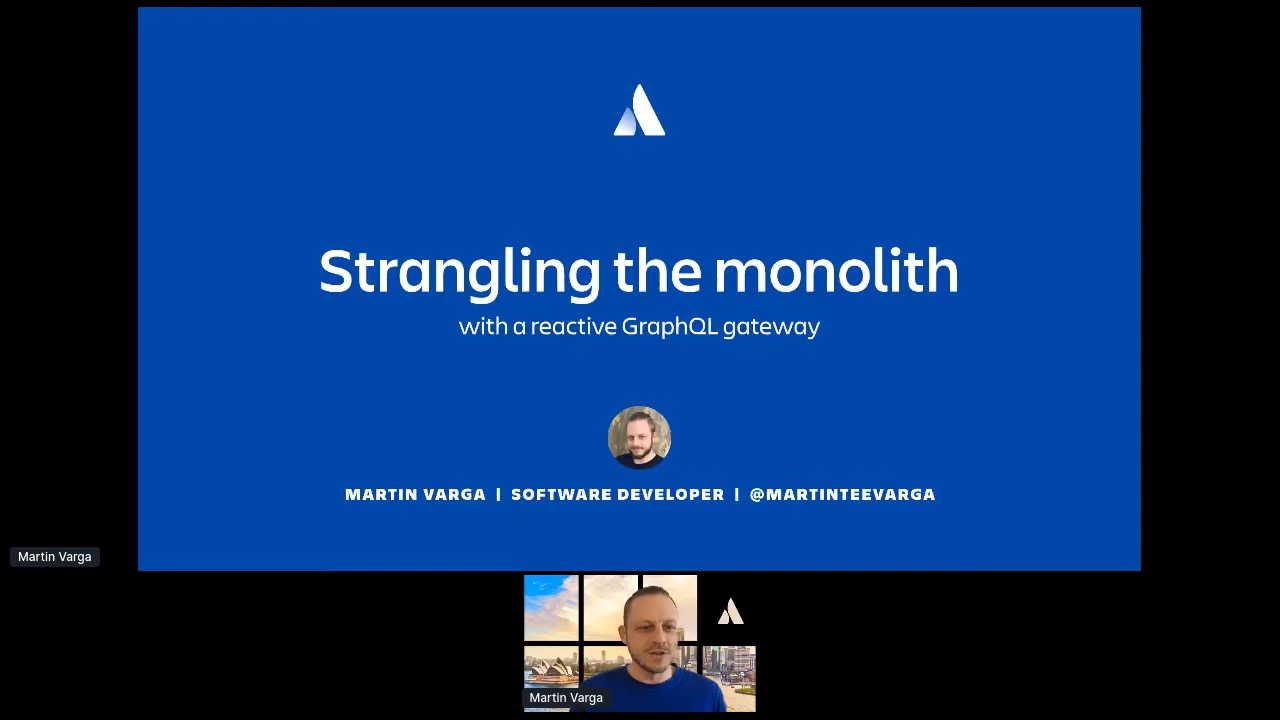 Strangling the monolith
with a reactive GraphQL gateway
MARTIN VARGA | SOFTWARE DEVELOPER | @MARTINTEEVARGA
Martin Varga
Martin Varga